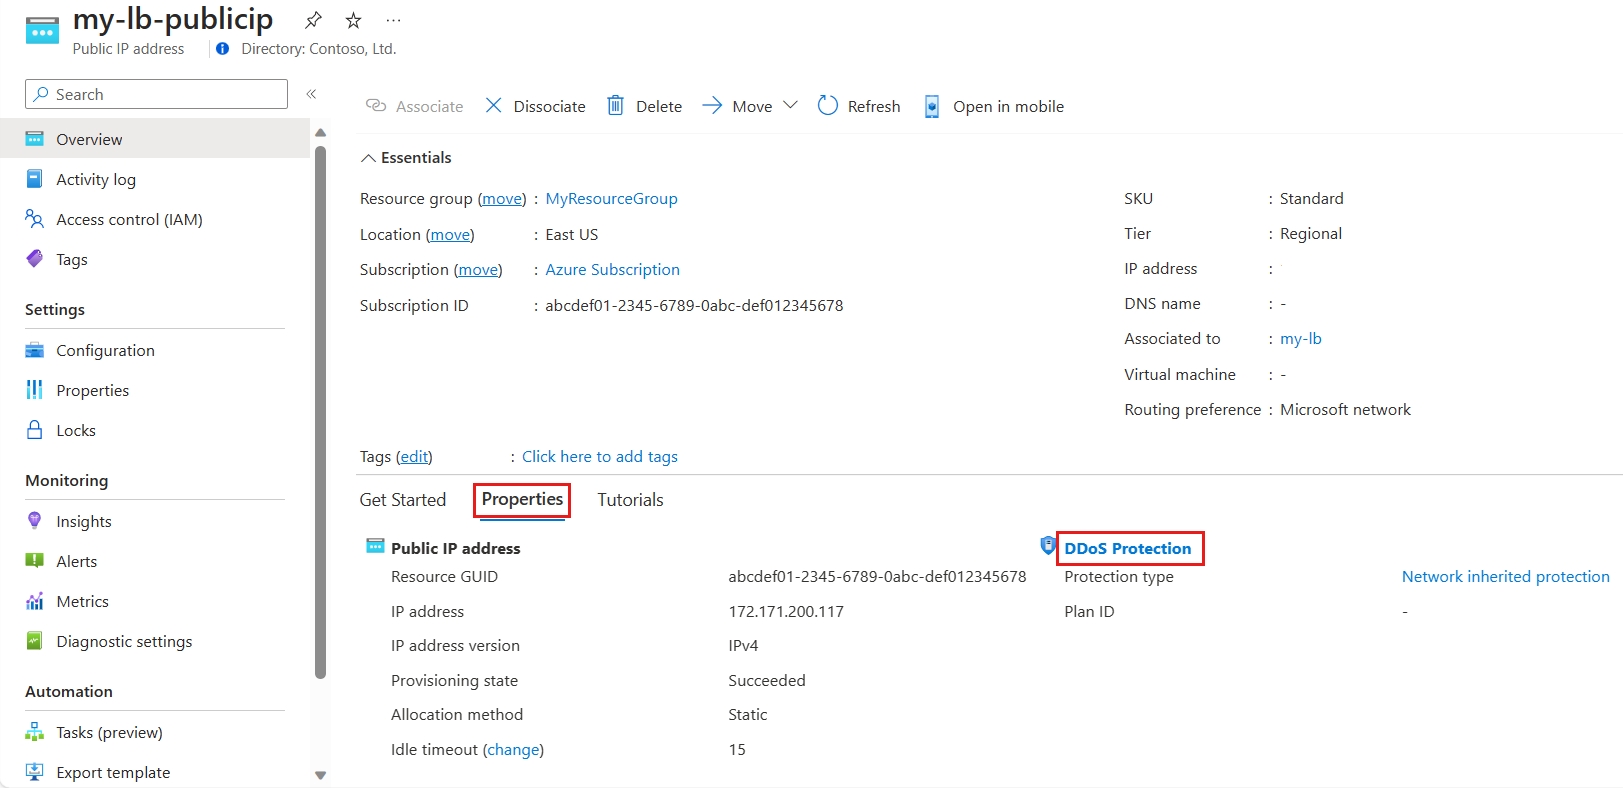 my-lb-publicip
Public IP address
Directory: Contoso, Ltd.
Search
Overview
Activity log
Access control (IAM)
Tags
Settings
Configuration
Properties
Locks
Monitoring
Insights
Alerts
Metrics
Diagnostic settings
Automation
Tasks (preview)
Export template
Associate Dissociate Delete Move Refresh Open in mobile
Essentials
Resource group (move) : MyResourceGroup
Location (move) : East US
Subscription (move) : Azure Subscription
Subscription ID : abcdef01-2345-6789-0abc-def012345678
SKU : Standard
Tier : Regional
IP address :
DNS name : -
Associated to : my-lb
Virtual machine : -
Routing preference : Microsoft network
Tags (edit) : Click here to add tags
Get Started Properties Tutorials
Public IP address
Resource GUID abcdef01-2345-6789-0abc-def012345678
IP address 172.171.200.117
IP address version IPv4
Provisioning state Succeeded
Allocation method Static
Idle timeout (change) 15
DDoS Protection
Protection type Network inherited protection
Plan ID -